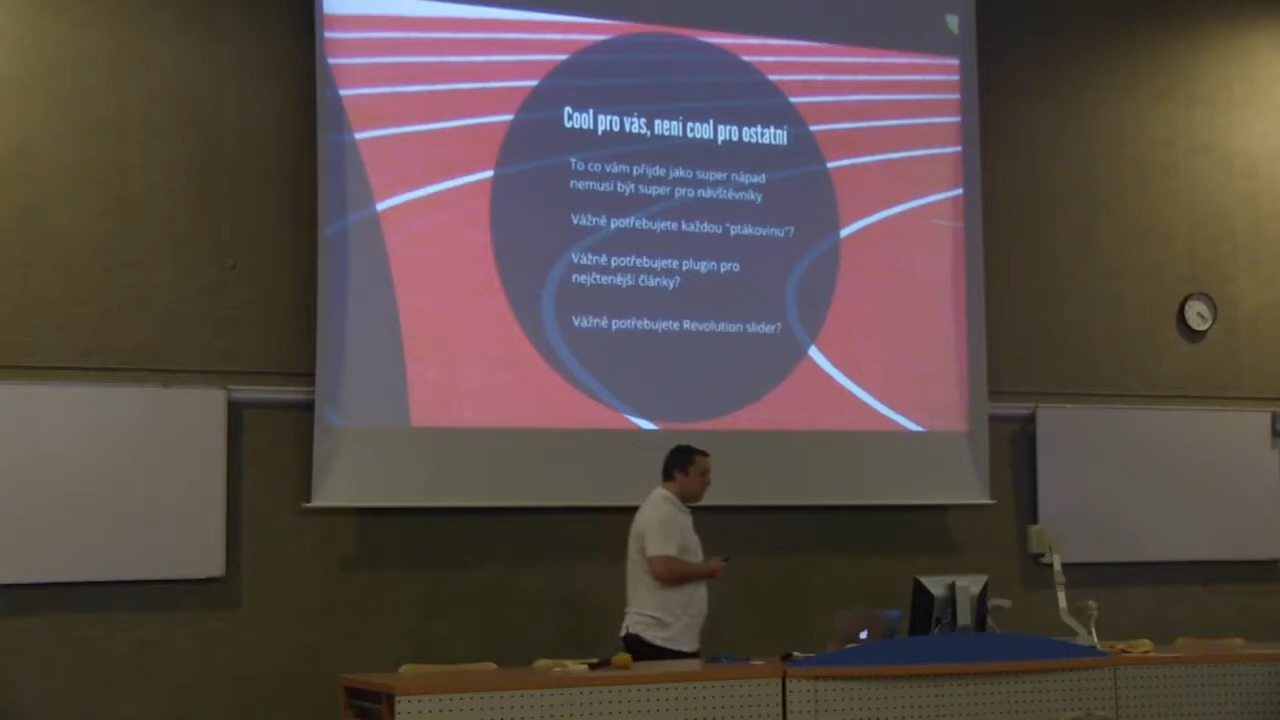 Cool pro vás, není cool pro ostatní
To co vám přijde jako super nápad
nemusí být super pro návštěvníky
Vážně potřebujete každou "ptákovinu"?
Vážně potřebujete plugin pro
nejčtenější články?
Vážně potřebujete Revolution slider?